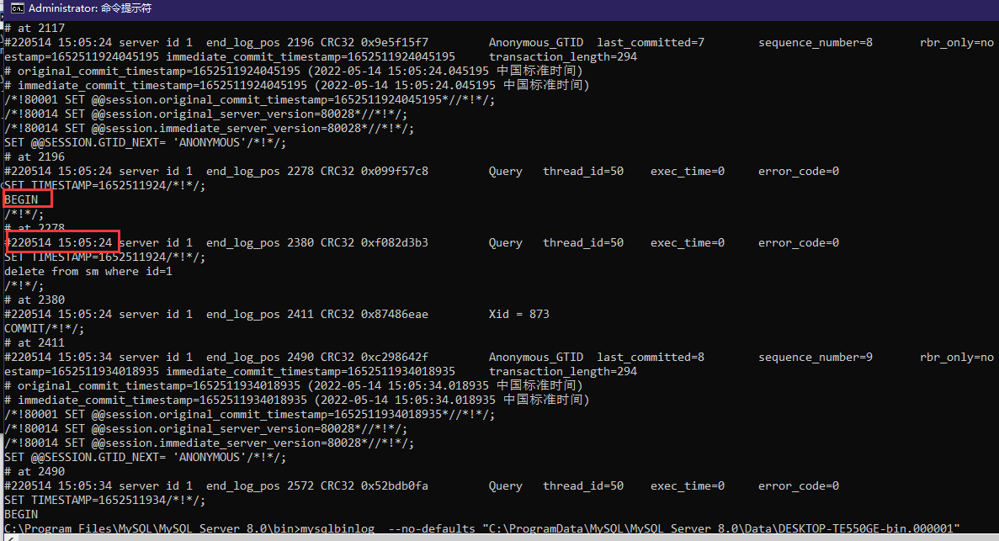 Administrator: 命令提示符
# at 2117
#220514 15:05:24 server id 1  end_log_pos 2196 CRC32 0x9e5f15f7         Anonymous_GTID  last_committed=7        sequence_number=8       rbr_only=no
estamp=1652511924045195 immediate_commit_timestamp=1652511924045195     transaction_length=294
# original_commit_timestamp=1652511924045195 (2022-05-14 15:05:24.045195 中国标准时间)
# immediate_commit_timestamp=1652511924045195 (2022-05-14 15:05:24.045195 中国标准时间)
/*!80001 SET @@session.original_commit_timestamp=1652511924045195*//*!*/;
/*!80014 SET @@session.original_server_version=80028*//*!*/;
/*!80014 SET @@session.immediate_server_version=80028*//*!*/;
SET @@SESSION.GTID_NEXT= 'ANONYMOUS'/*!*/;
# at 2196
#220514 15:05:24 server id 1  end_log_pos 2278 CRC32 0x099f57c8         Query   thread_id=50    exec_time=0     error_code=0
SET TIMESTAMP=1652511924/*!*/;
BEGIN
/*!*/;
# at 2278
#220514 15:05:24 server id 1  end_log_pos 2380 CRC32 0xf082d3b3         Query   thread_id=50    exec_time=0     error_code=0
SET TIMESTAMP=1652511924/*!*/;
delete from sm where id=1
/*!*/;
# at 2380
#220514 15:05:24 server id 1  end_log_pos 2411 CRC32 0x87486eae         Xid = 873
COMMIT/*!*/;
# at 2411
#220514 15:05:34 server id 1  end_log_pos 2490 CRC32 0xc298642f         Anonymous_GTID  last_committed=8        sequence_number=9       rbr_only=no
estamp=1652511934018935 immediate_commit_timestamp=1652511934018935     transaction_length=294
# original_commit_timestamp=1652511934018935 (2022-05-14 15:05:34.018935 中国标准时间)
# immediate_commit_timestamp=1652511934018935 (2022-05-14 15:05:34.018935 中国标准时间)
/*!80001 SET @@session.original_commit_timestamp=1652511934018935*//*!*/;
/*!80014 SET @@session.original_server_version=80028*//*!*/;
/*!80014 SET @@session.immediate_server_version=80028*//*!*/;
SET @@SESSION.GTID_NEXT= 'ANONYMOUS'/*!*/;
# at 2490
#220514 15:05:34 server id 1  end_log_pos 2572 CRC32 0x52bdb0fa         Query   thread_id=50    exec_time=0     error_code=0
SET TIMESTAMP=1652511934/*!*/;
BEGIN
C:\Program Files\MySQL\MySQL Server 8.0\bin>mysqlbinlog  --no-defaults "C:\ProgramData\MySQL\MySQL Server 8.0\Data\DESKTOP-TE550GE-bin.000001"